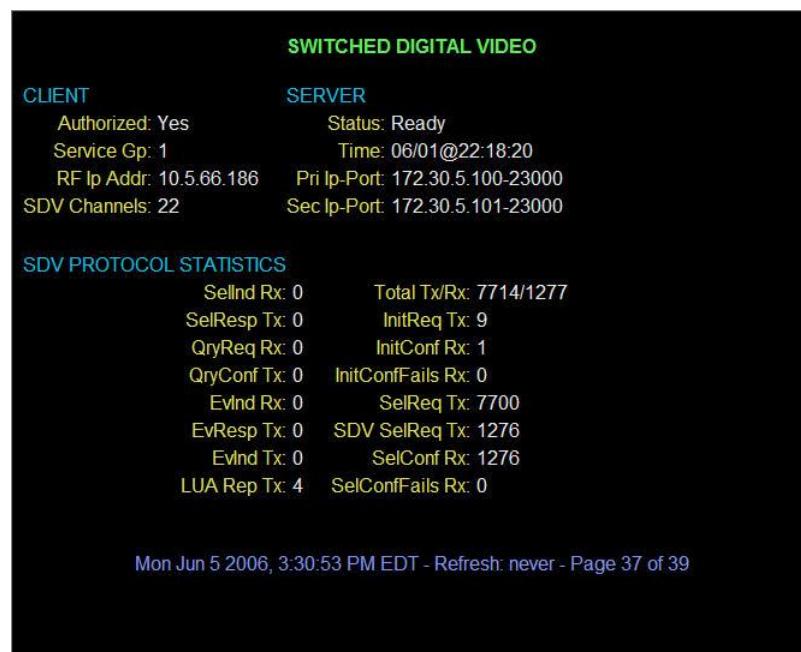 SWITCHED DIGITAL VIDEO
CLIENT SERVER
Authorized: Yes Status: Ready
Service Gp: 1 Time: 06/01@22:18:20
RF Ip Addr: 10.5.66.186 Pri Ip-Port: 172.30.5.100-23000
SDV Channels: 22 Sec Ip-Port: 172.30.5.101-23000
SDV PROTOCOL STATISTICS
SelInd Rx: 0 Total Tx/Rx: 7714/1277
SelResp Tx: 0 InitReq Tx: 9
QryReq Rx: 0 InitConf Rx: 1
QryConf Tx: 0 InitConfFails Rx: 0
EvInd Rx: 0 SelReq Tx: 7700
EvResp Tx: 0 SDV SelReq Tx: 1276
EvInd Tx: 0 SelConf Rx: 1276
LUA Rep Tx: 4 SelConfFails Rx: 0
Mon Jun 5 2006, 3:30:53 PM EDT - Refresh: never - Page 37 of 39